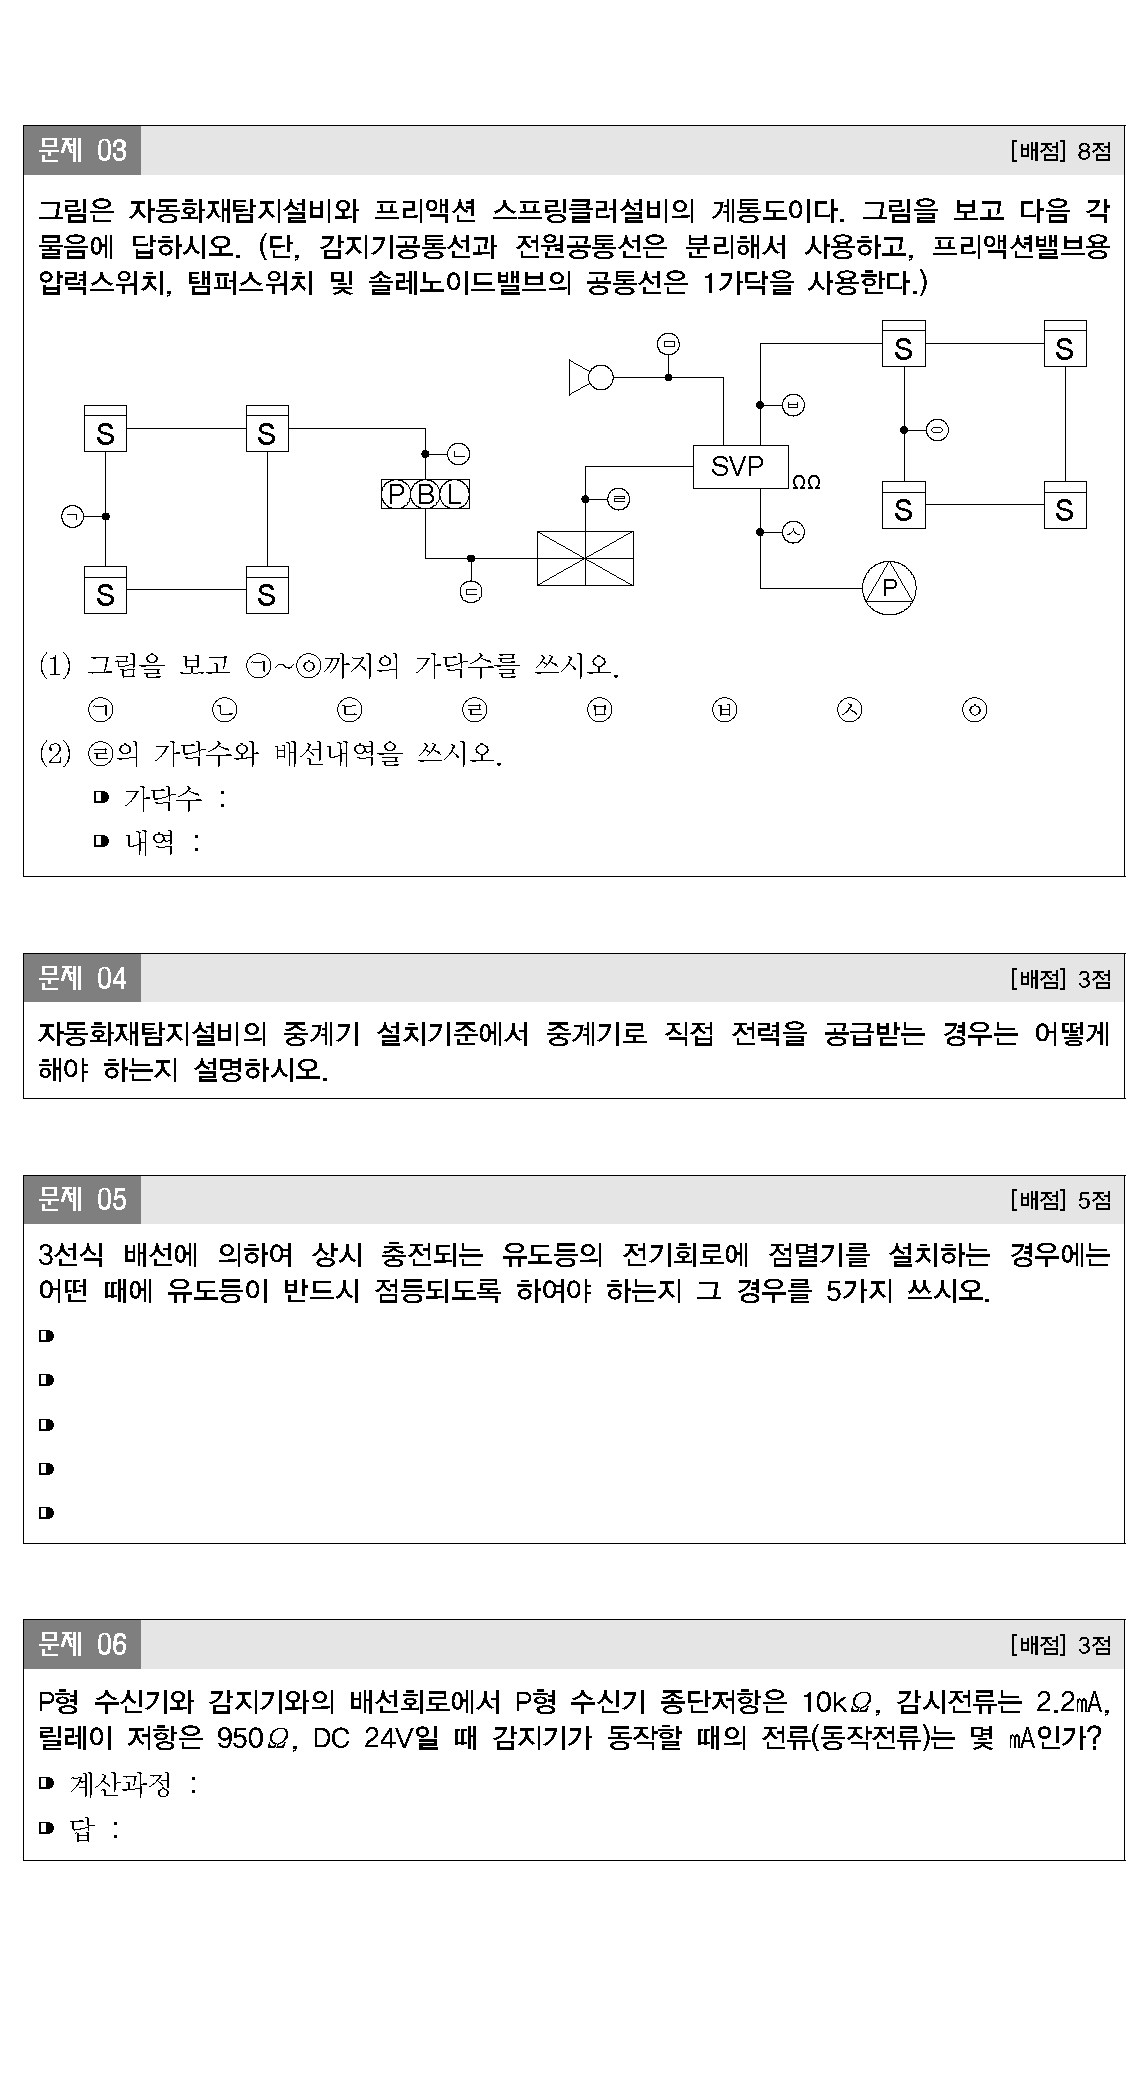 문제 03 [배점] 8점
그림은 자동화재탐지설비와 프리액션 스프링클러설비의 계통도이다. 그림을 보고 다음 각
물음에 답하시오. (단, 감지기공통선과 전원공통선은 분리해서 사용하고, 프리액션밸브용
압력스위치, 탬퍼스위치 및 솔레노이드밸브의 공통선은 1가닥을 사용한다.)
㉤ S S
㉥
S S ㉡ SVP ㉧
ΩΩ
P B L ㉣ S S
㉠ ㉦
㉢ P
S S
(1) 그림을 보고 ㉠~㉧까지의 가닥수를 쓰시오.
㉠ ㉡ ㉢ ㉣ ㉤ ㉥ ㉦ ㉧
(2) ㉣의 가닥수와 배선내역을 쓰시오.
가닥수 :
내역 :
문제 04 [배점] 3점
자동화재탐지설비의 중계기 설치기준에서 중계기로 직접 전력을 공급받는 경우는 어떻게
해야 하는지 설명하시오.
문제 05 [배점] 5점
3선식 배선에 의하여 상시 충전되는 유도등의 전기회로에 점멸기를 설치하는 경우에는
어떤 때에 유도등이 반드시 점등되도록 하여야 하는지 그 경우를 5가지 쓰시오.
문제 06 [배점] 3점
P형 수신기와 감지기와의 배선회로에서 P형 수신기 종단저항은 10kΩ, 감시전류는 2.2㎃,
릴레이 저항은 950Ω, DC 24V일 때 감지기가 동작할 때의 전류(동작전류)는 몇 ㎃인가?
계산과정 :
답 :